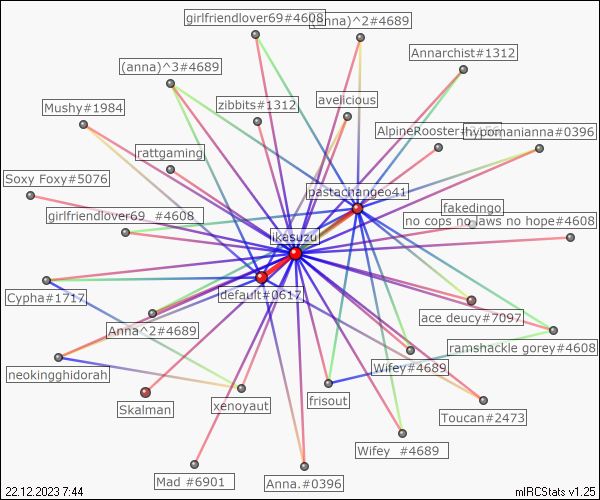 girlfriendlover69#4608
(anna)^2#4689
Annarchist#1312
(anna)^3#4689
zibbits#1312
avelicious
Mushy#1984
AlpineRooster#
hypomanianna#0396
rattgaming
Soxy Foxy#5076
pastachangeo41
fakedingo
girlfriendlover69_#4608
no cops no laws no hope#4608
ikasuzu
Cypha#1717
default#0617
ace deucy#7097
Anna^2#4689
ramshackle gorey#4608
neokingghidorah
Wifey#4689
Skalman
xenoyaut
frisout
Toucan#2473
Wifey_#4689
Mad #6901
Anna.#0396
22.12.2023 7:44
mIRCStats v1.25